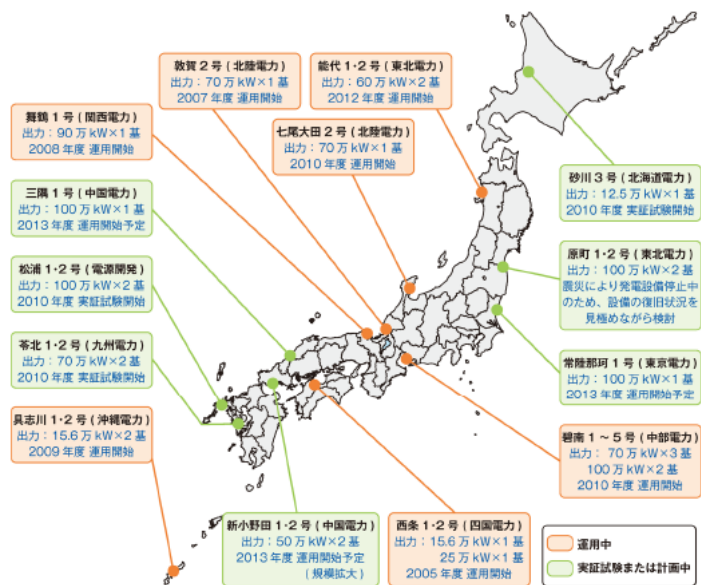 敦賀2号(北陸電力)
出力:70万kW×1基
2007年度 運用開始
能代1・2号(東北電力)
出力:60万kW×2基
2012年度 運用開始
舞鶴1号(関西電力)
出力:90万kW×1基
2008年度 運用開始
七尾大田2号(北陸電力)
出力:70万kW×1基
2010年度 運用開始
砂川3号(北海道電力)
出力:12.5万kW×1基
2010年度 実証試験開始
三隅1号(中国電力)
出力:100万kW×1基
2013年度 運用開始予定
原町1・2号(東北電力)
出力:100万kW×2基
震災により発電設備停止中
のため、設備の復旧状況を
見極めながら検討
松浦1・2号(電源開発)
出力:100万kW×2基
2010年度 実証試験開始
苓北1・2号(九州電力)
出力:70万kW×2基
2010年度 実証試験開始
常陸那珂1号(東京電力)
出力:100万kW×1基
2013年度 運用開始予定
具志川1・2号(沖縄電力)
出力:15.6万kW×2基
2009年度 運用開始
碧南1~5号(中部電力)
出力: 70万kW×3基
100万kW×2基
2010年度 運用開始
新小野田1・2号(中国電力)
出力:50万kW×2基
2013年度 運用開始予定
(規模拡大)
西条1・2号(四国電力)
出力:15.6万kW×1基
25万kW×1基
2005年度 運用開始
運用中
実証試験または計画中